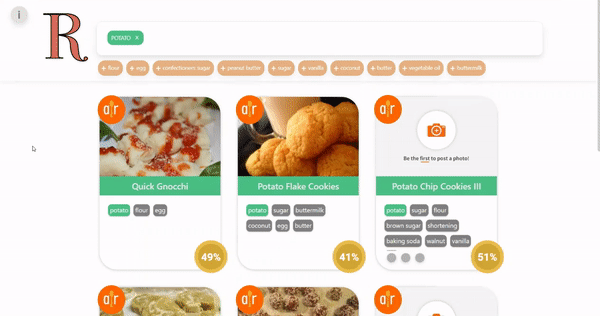 i
R
POTATO ×
+ flour + egg + confectioners' sugar + peanut butter + sugar + vanilla + coconut + butter + vegetable oil + buttermilk
a r a r a r
Be the first to post a photo!
Quick Gnocchi Potato Flake Cookies Potato Chip Cookies III
potato flour egg potato sugar buttermilk potato sugar flour
coconut egg butter brown sugar shortening
baking soda walnut vanilla
49% 41% 51%
a r a r a r